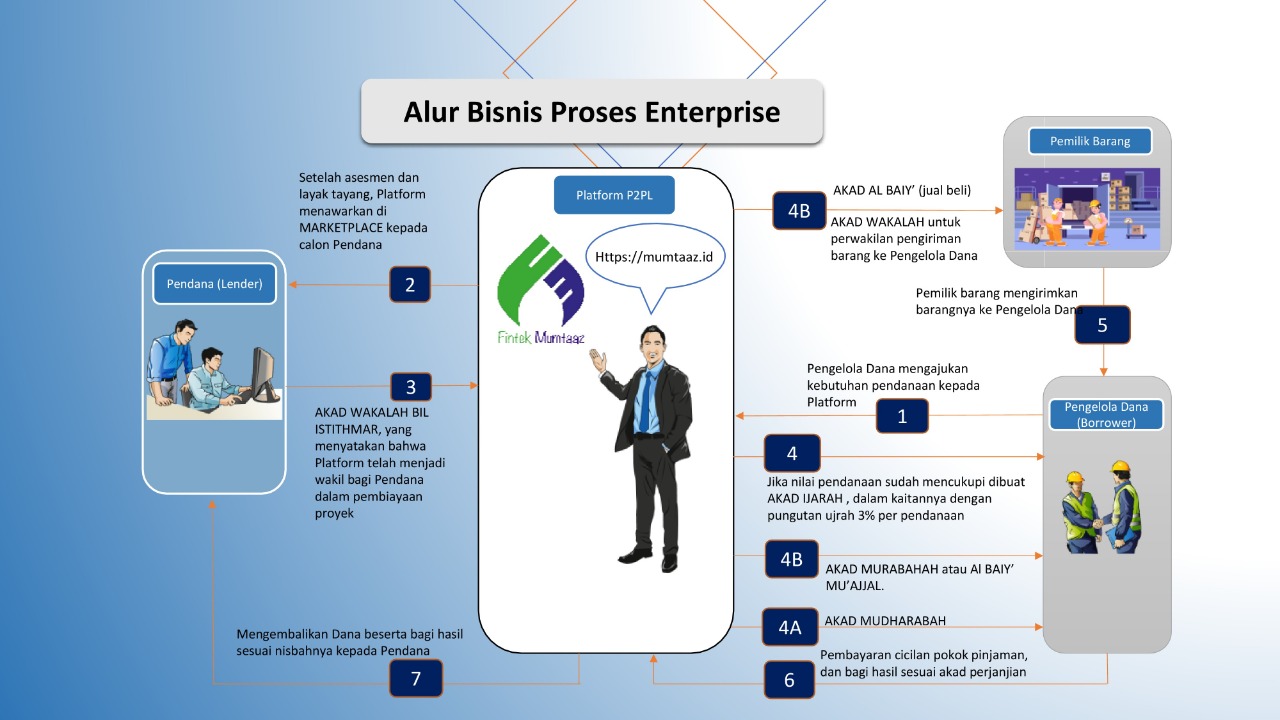 Alur Bisnis Proses Enterprise
Pemilik Barang
Setelah asesmen dan
layak tayang, Platform
menawarkan di
MARKETPLACE kepada
calon Pendana
Platform P2PL
Https://mumtaaz.id
Fintek Mumtaaz
4B
AKAD AL BAIY’ (jual beli)
AKAD WAKALAH untuk
perwakilan pengiriman
barang ke Pengelola Dana
Pendana (Lender)
2
Pemilik barang mengirimkan
barangnya ke Pengelola Dana
5
3
AKAD WAKALAH BIL
ISTITHMAR, yang
menyatakan bahwa
Platform telah menjadi
wakil bagi Pendana
dalam pembiayaan
proyek
Pengelola Dana mengajukan
kebutuhan pendanaan kepada
Platform
1
Pengelola Dana
(Borrower)
4
Jika nilai pendanaan sudah mencukupi dibuat
AKAD IJARAH , dalam kaitannya dengan
pungutan ujrah 3% per pendanaan
4B
AKAD MURABAHAH atau Al BAIY’
MU’AJJAL.
4A
AKAD MUDHARABAH
Mengembalikan Dana beserta bagi hasil
sesuai nisbahnya kepada Pendana
7
Pembayaran cicilan pokok pinjaman,
dan bagi hasil sesuai akad perjanjian
6